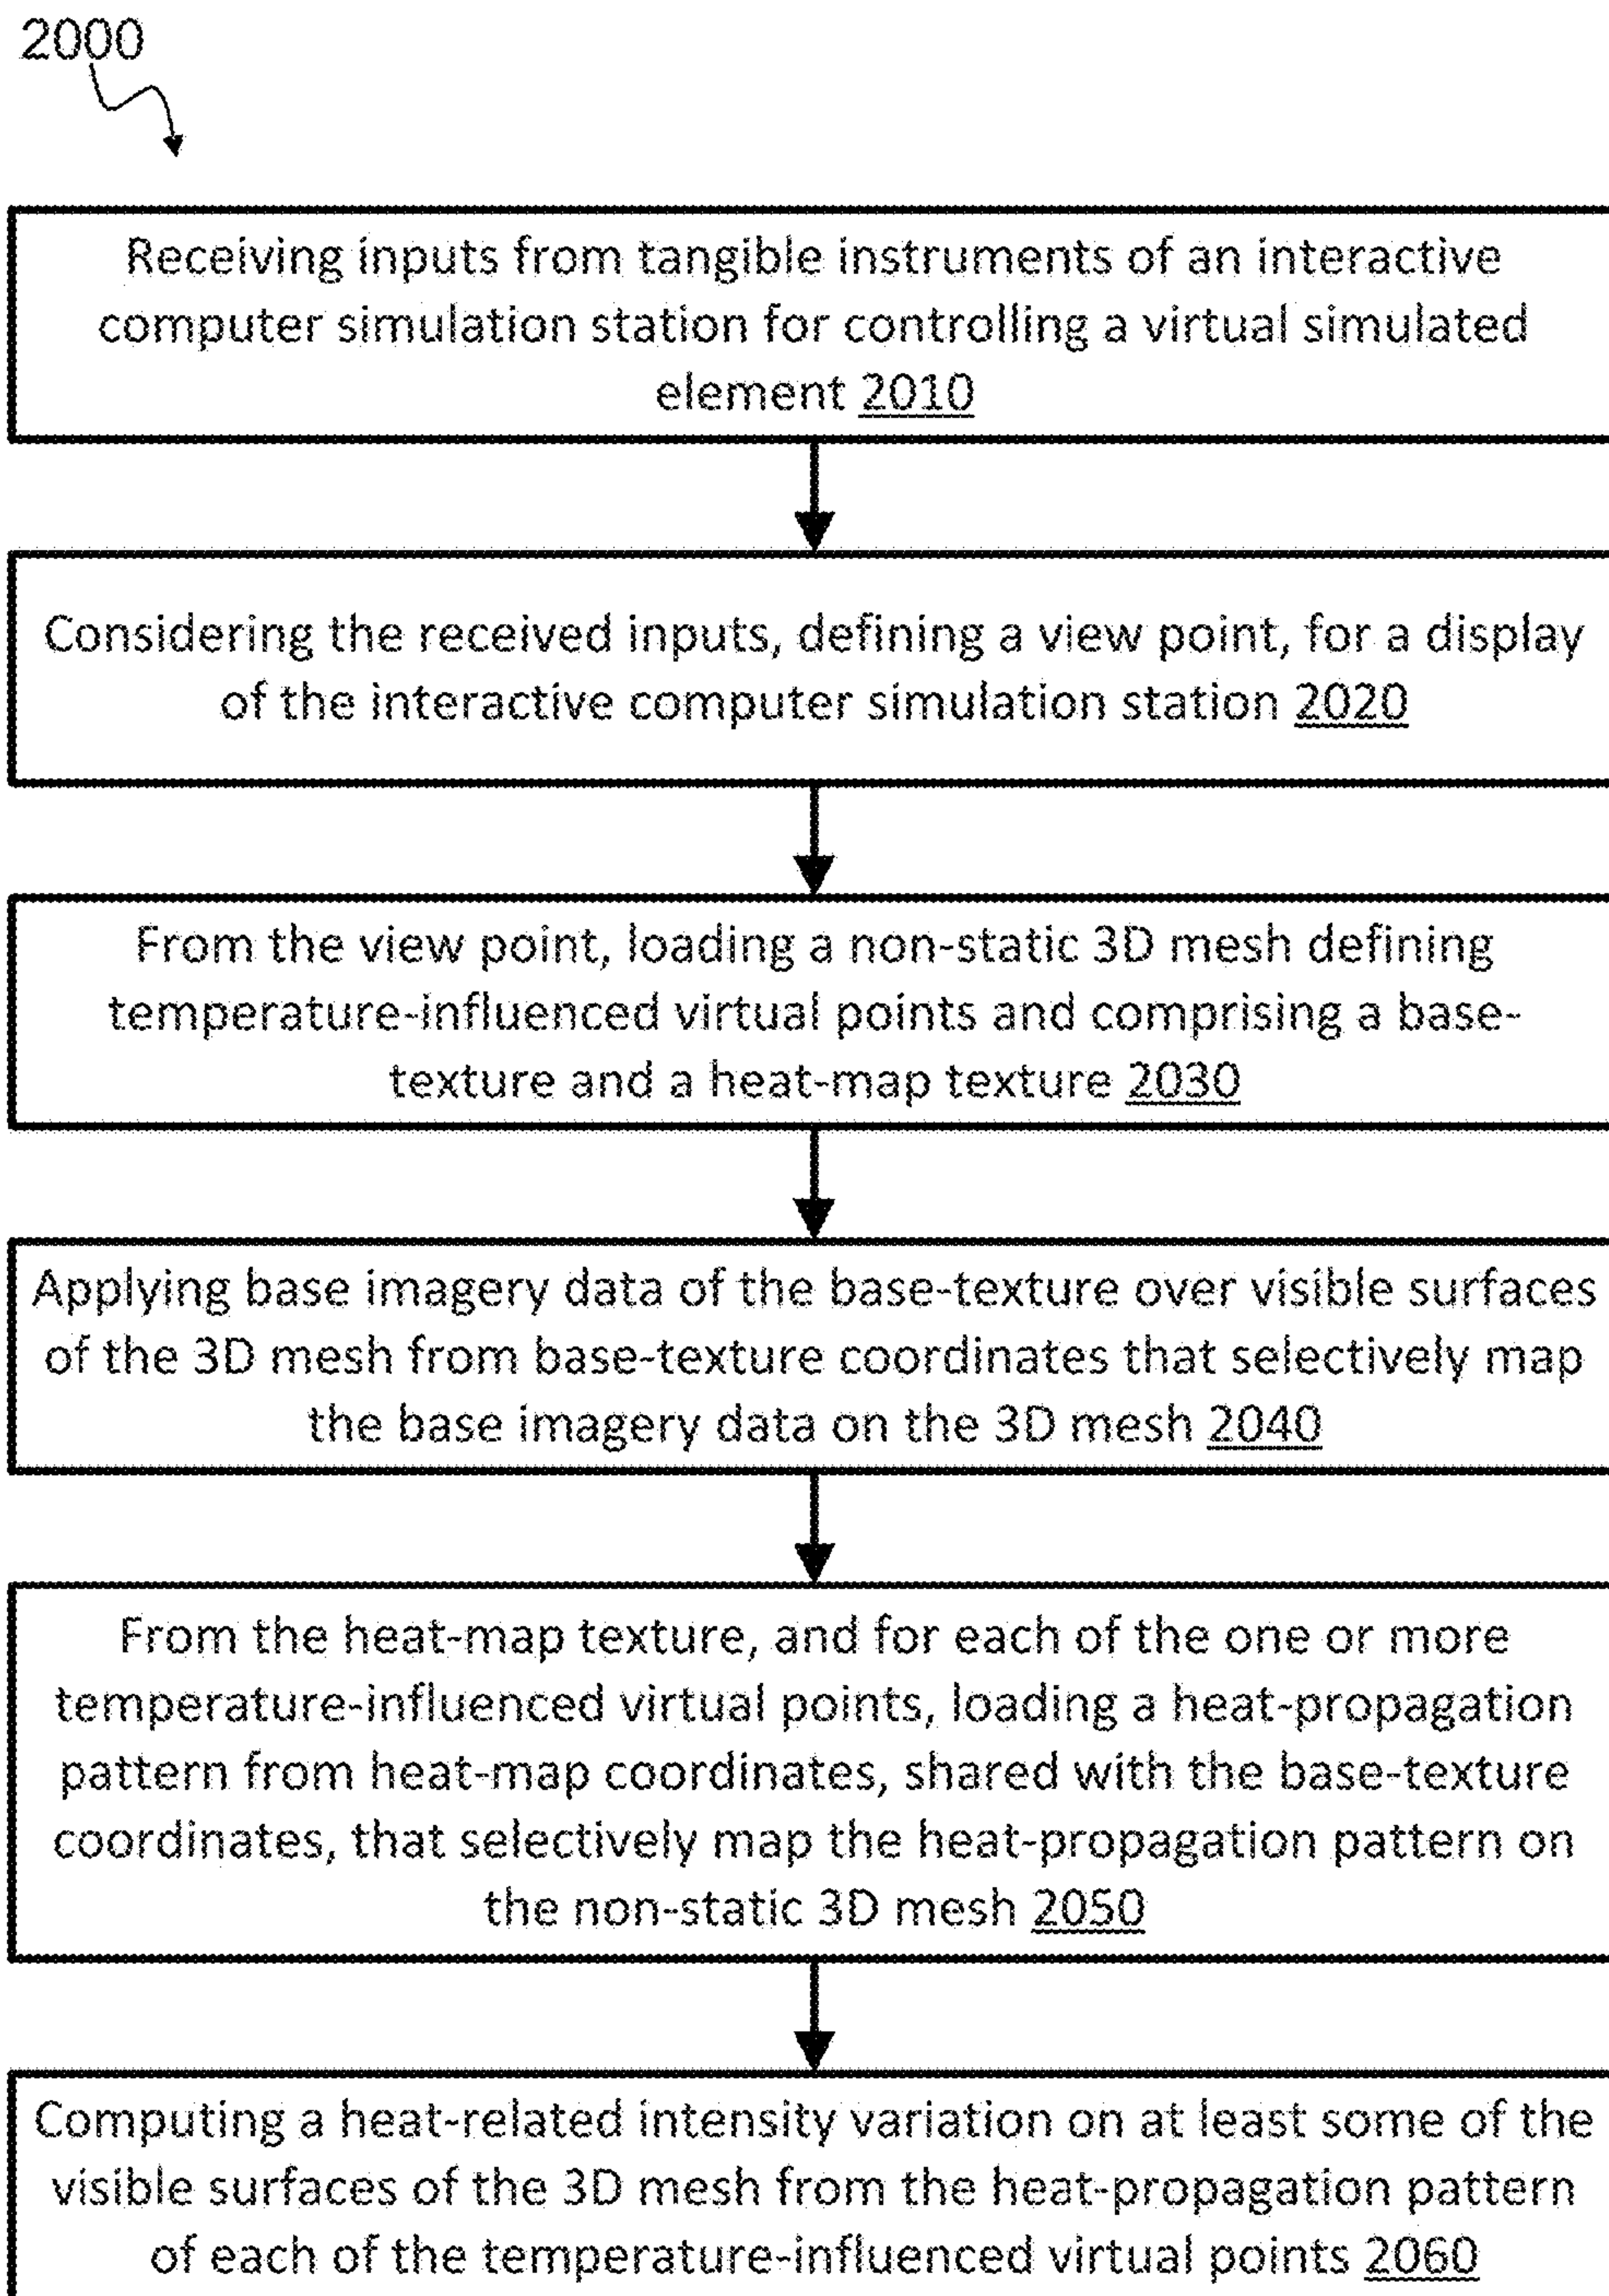 2000
Receiving inputs from tangible instruments of an interactive
computer simulation station for controlling a virtual simulated
element 2010
Considering the received inputs, defining a view point, for a display
of the interactive computer simulation station 2020
From the view point, loading a non-static 3D mesh defining
temperature-influenced virtual points and comprising a base-
texture and a heat-map texture 2030
Applying base imagery data of the base-texture over visible surfaces
of the 3D mesh from base-texture coordinates that selectively map
the base imagery data on the 3D mesh 2040
From the heat-map texture, and for each of the one or more
temperature-influenced virtual points, loading a heat-propagation
pattern from heat-map coordinates, shared with the base-texture
coordinates, that selectively map the heat-propagation pattern on
the non-static 3D mesh 2050
Computing a heat-related intensity variation on at least some of the
visible surfaces of the 3D mesh from the heat-propagation pattern
of each of the temperature-influenced virtual points 2060